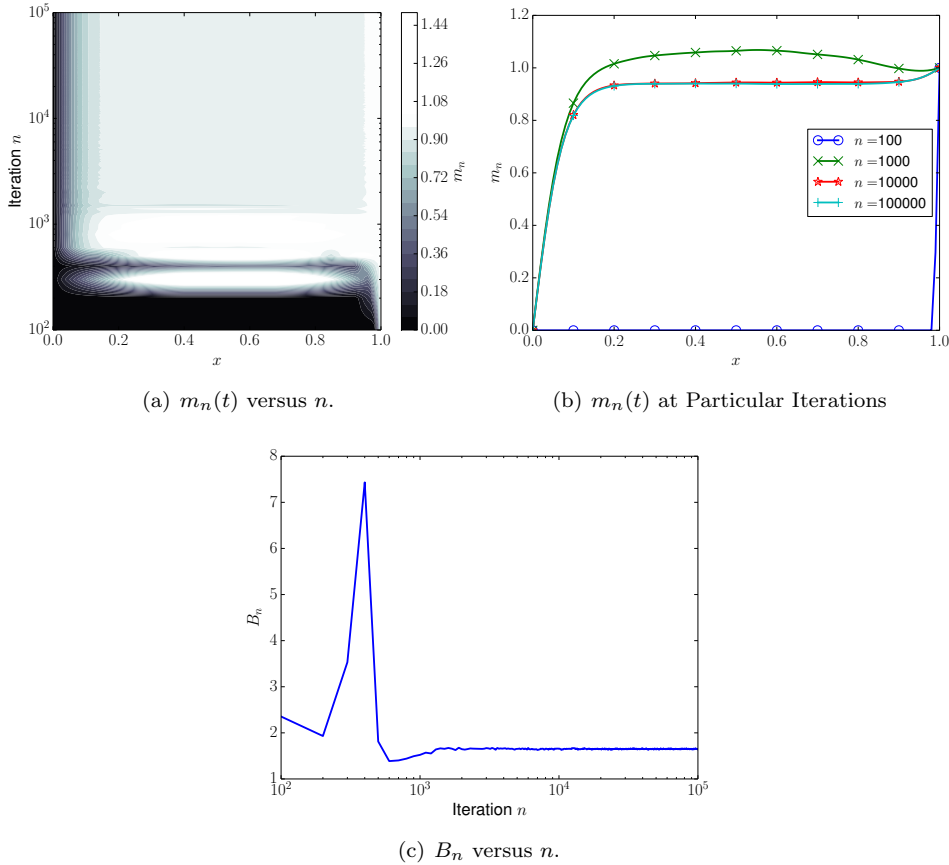 10^5
10^4
10^3
10^2
Iteration n
0.0 0.2 0.4 0.6 0.8 1.0
x
1.44
1.26
1.08
0.90
0.72
0.54
0.36
0.18
0.00
m_n
(a) m_n(t) versus n.
1.2
1.0
0.8
0.6
0.4
0.2
0.0
m_n
n =100
n =1000
n =10000
n =100000
0.0 0.2 0.4 0.6 0.8 1.0
x
(b) m_n(t) at Particular Iterations
8
7
6
5
4
3
2
1
B_n
10^2 10^3 10^4 10^5
Iteration n
(c) B_n versus n.